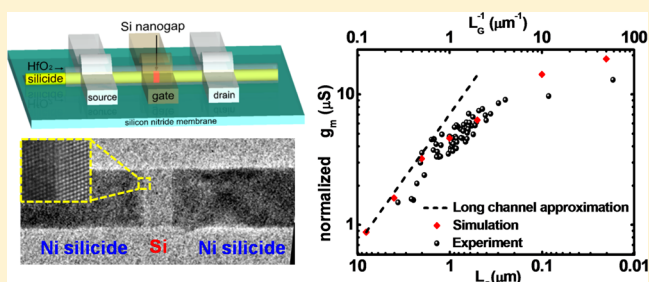 Si nanogap
HfO₂→
silicide
source
gate
drain
silicon nitride membrane
Ni silicide
Si
Ni silicide
L_G⁻¹ (μm⁻¹)
0.1 1 10 100
normalized g_m (μS)
10
1
Long channel approximation
Simulation
Experiment
10 1 0.1 0.01
(μm)